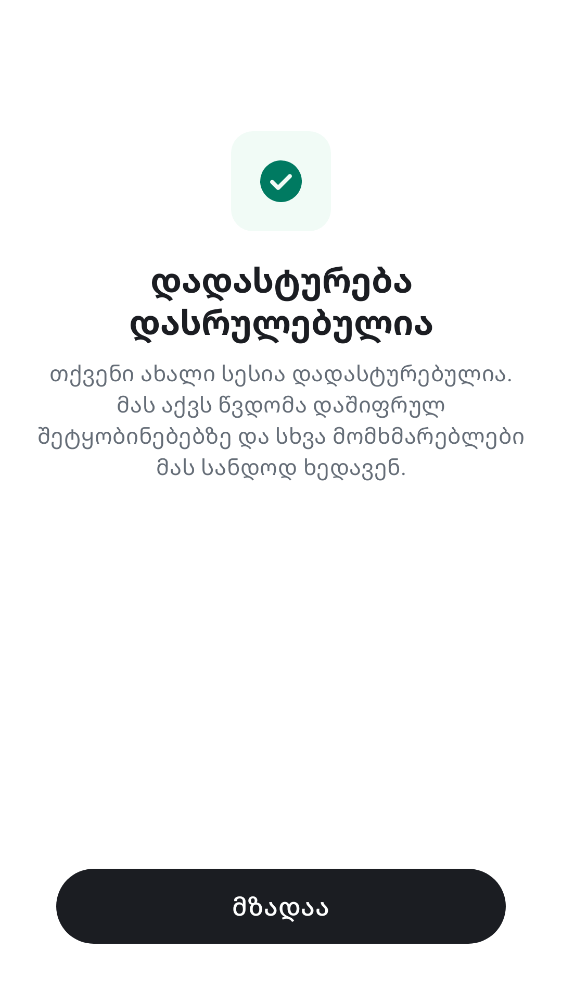 დადასტურება
დასრულებულია
თქვენი ახალი სესია დადასტურებულია.
მას აქვს წვდომა დაშიფრულ
შეტყობინებებზე და სხვა მომხმარებლები
მას სანდოდ ხედავენ.
მზადაა